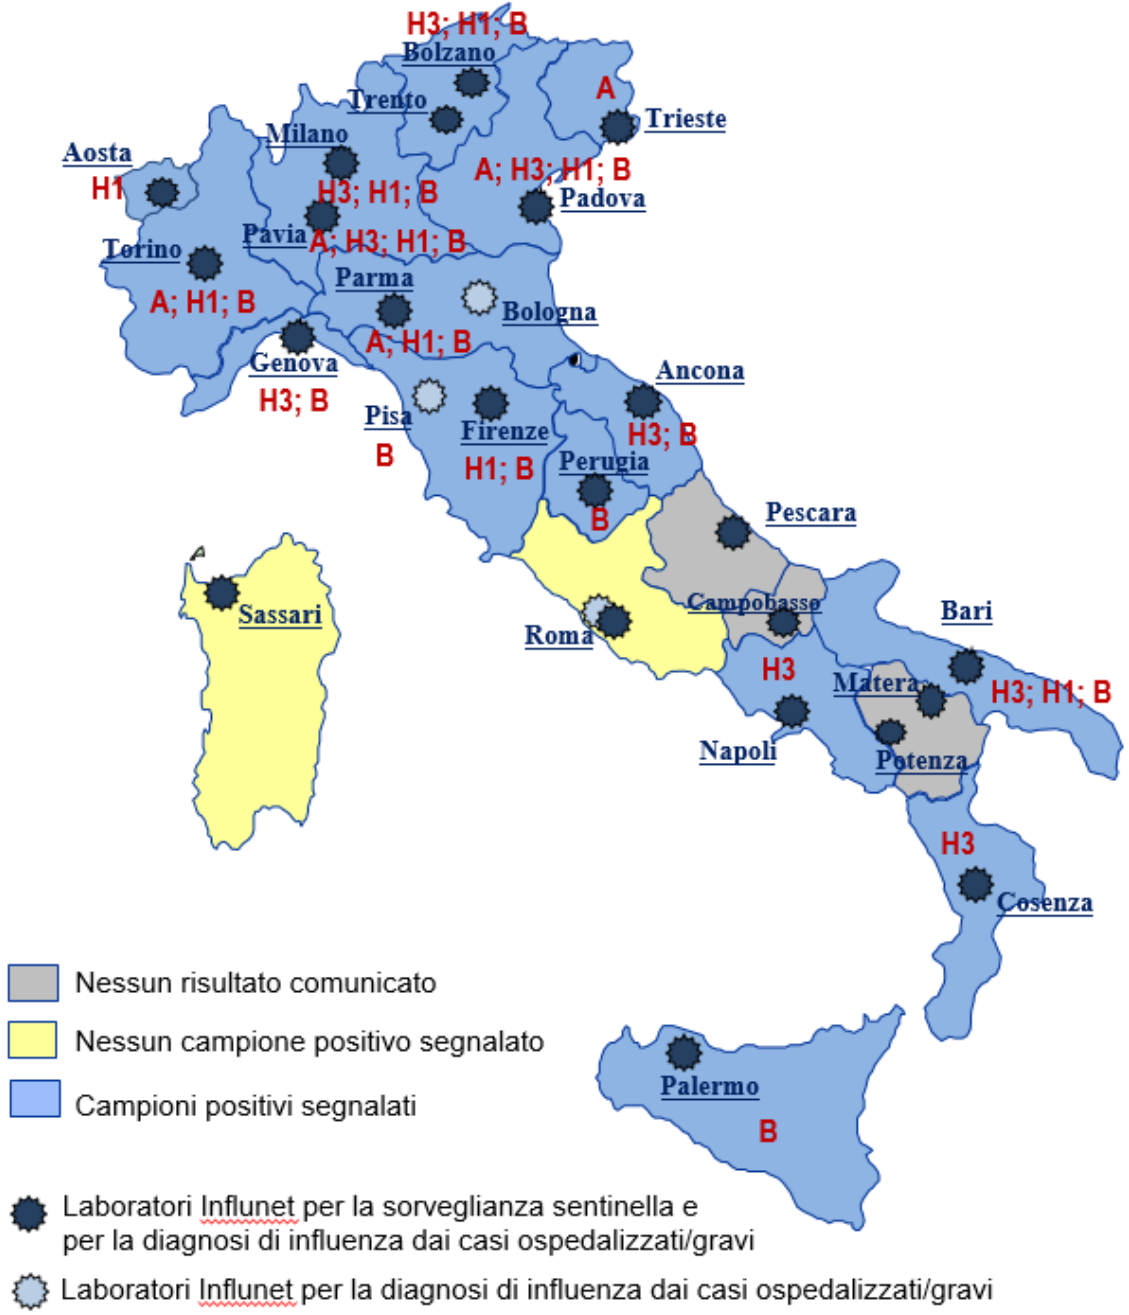 H3; H1; B
Bolzano
A
Trento
Trieste
Milano
Aosta
A; H3; H1; B
H1
H3; H1; B
Padova
Pavia
A; H3; H1; B
Torino
Parma
A; H1; B
Bologna
A; H1; B
Genova
Ancona
H3; B
Pisa
Firenze
H3; B
B
H1; B
Perugia
B
Pescara
Campobasso
Sassari
Roma
Bari
H3
Matera
H3; H1; B
Napoli
Potenza
H3
Cosenza
Nessun risultato comunicato
Nessun campione positivo segnalato
Campioni positivi segnalati
Palermo
B
Laboratori Influnet per la sorveglianza sentinella e
per la diagnosi di influenza dai casi ospedalizzati/gravi
Laboratori Influnet per la diagnosi di influenza dai casi ospedalizzati/gravi